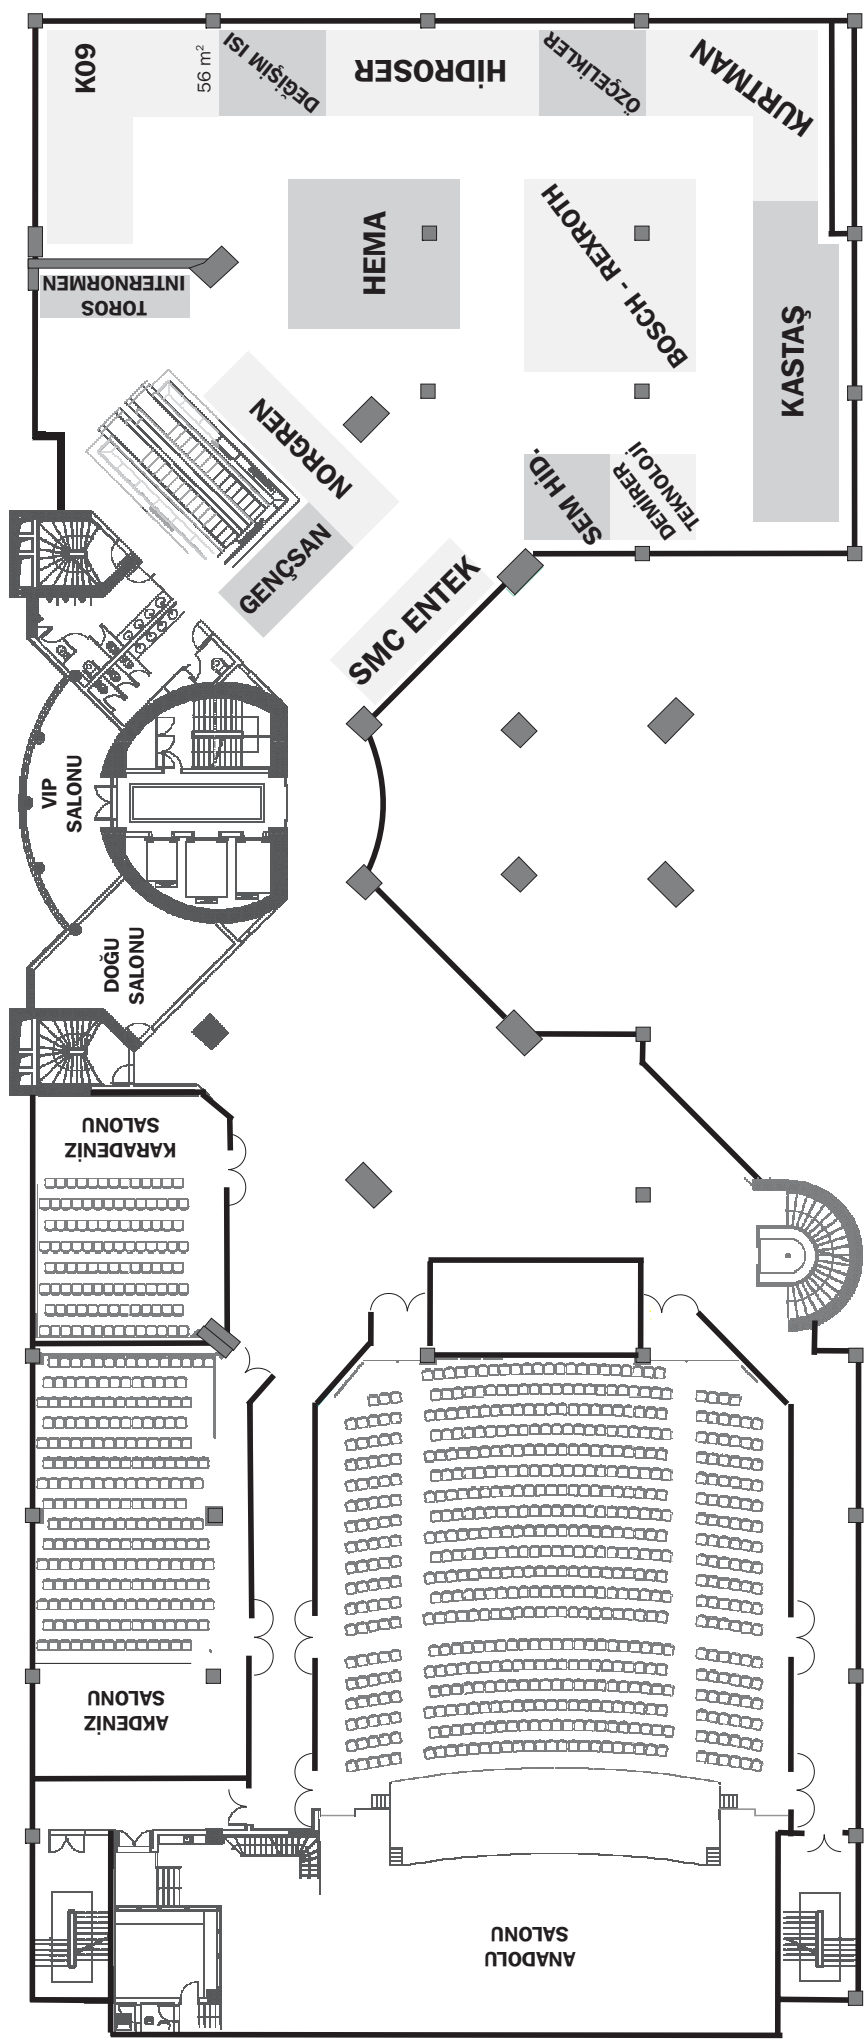 K09
56 m²
DEĞİŞİM ISI
HİDROSER
ÖZÇELİKLER
KURTMAN
HEMA
BOSCH - REXROTH
KASTAŞ
TOROS
INTERNORMEN
NORGREN
GENÇSAN
SEM HİD.
DEMİRER
TEKNOLOJİ
SMC ENTEK
VIP
SALONU
DOĞU
SALONU
KARADENİZ
SALONU
AKDENİZ
SALONU
ANADOLU
SALONU